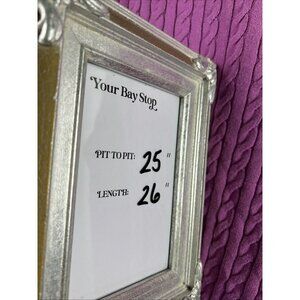 Your Bay Stop
PIT TO PIT: 25"
LENGTH: 26"